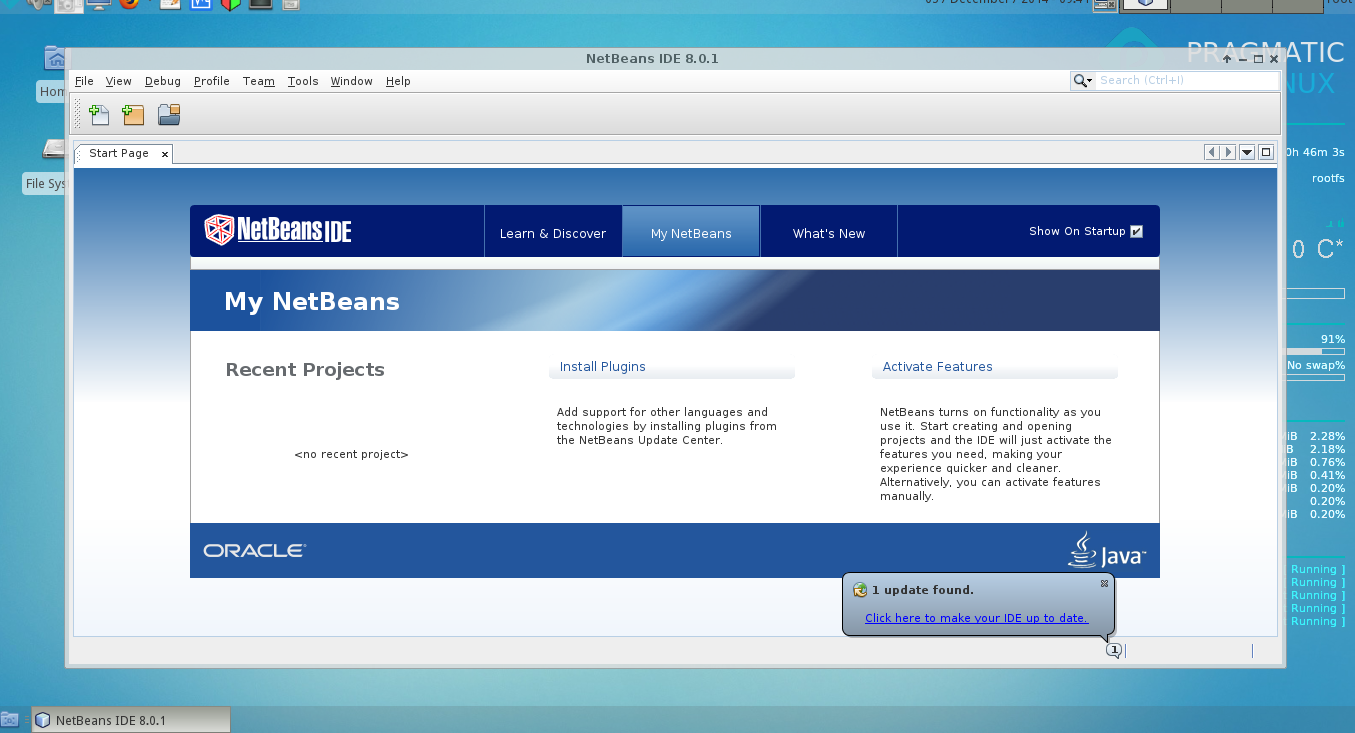 NetBeans IDE 8.0.1
PRAGMATIC
File View Debug Profile Team Tools Window Help
Search (Ctrl+I)
Start Page
File Sys
0h 46m 3s
rootfs
NetBeans IDE
Learn & Discover
My NetBeans
What's New
Show On Startup
0 C*
My NetBeans
91%
No swap%
Recent Projects
<no recent project>
Install Plugins
Add support for other languages and
technologies by installing plugins from
the NetBeans Update Center.
Activate Features
NetBeans turns on functionality as you
use it. Start creating and opening
projects and the IDE will just activate the
features you need, making your
experience quicker and cleaner.
Alternatively, you can activate features
manually.
iB 2.28%
B 2.18%
iB 0.76%
iB 0.41%
iB 0.20%
0.20%
iB 0.20%
ORACLE
Java
1 update found.
Click here to make your IDE up to date.
1
Running ]
Running ]
Running ]
Running ]
Running ]
NetBeans IDE 8.0.1